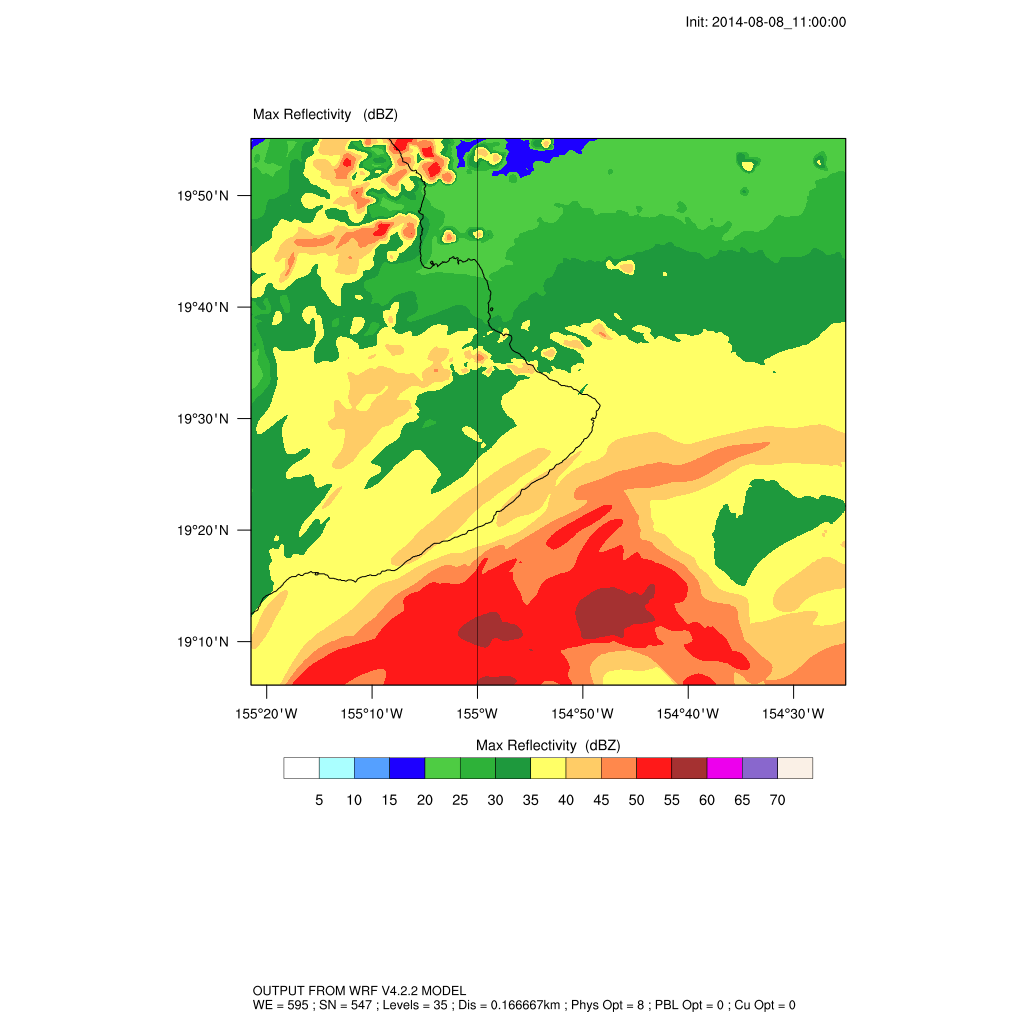 Init: 2014-08-08_11:00:00
Max Reflectivity (dBZ)
19°50'N
19°40'N
19°30'N
19°20'N
19°10'N
155°20'W 155°10'W 155°W 154°50'W 154°40'W 154°30'W
Max Reflectivity (dBZ)
5 10 15 20 25 30 35 40 45 50 55 60 65 70
OUTPUT FROM WRF V4.2.2 MODEL
WE = 595 ; SN = 547 ; Levels = 35 ; Dis = 0.166667km ; Phys Opt = 8 ; PBL Opt = 0 ; Cu Opt = 0